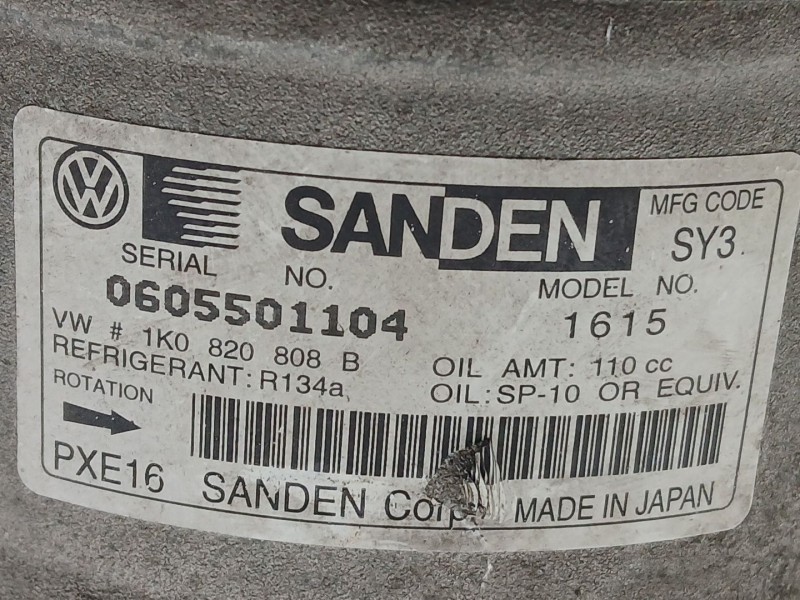 VW SANDEN MFG CODE
SY3
SERIAL NO. MODEL NO.
0605501104 1615
VW # 1K0 820 808 B OIL AMT: 110 cc
REFRIGERANT: R134a OIL: SP-10 OR EQUIV.
ROTATION
PXE16 SANDEN Corp. MADE IN JAPAN